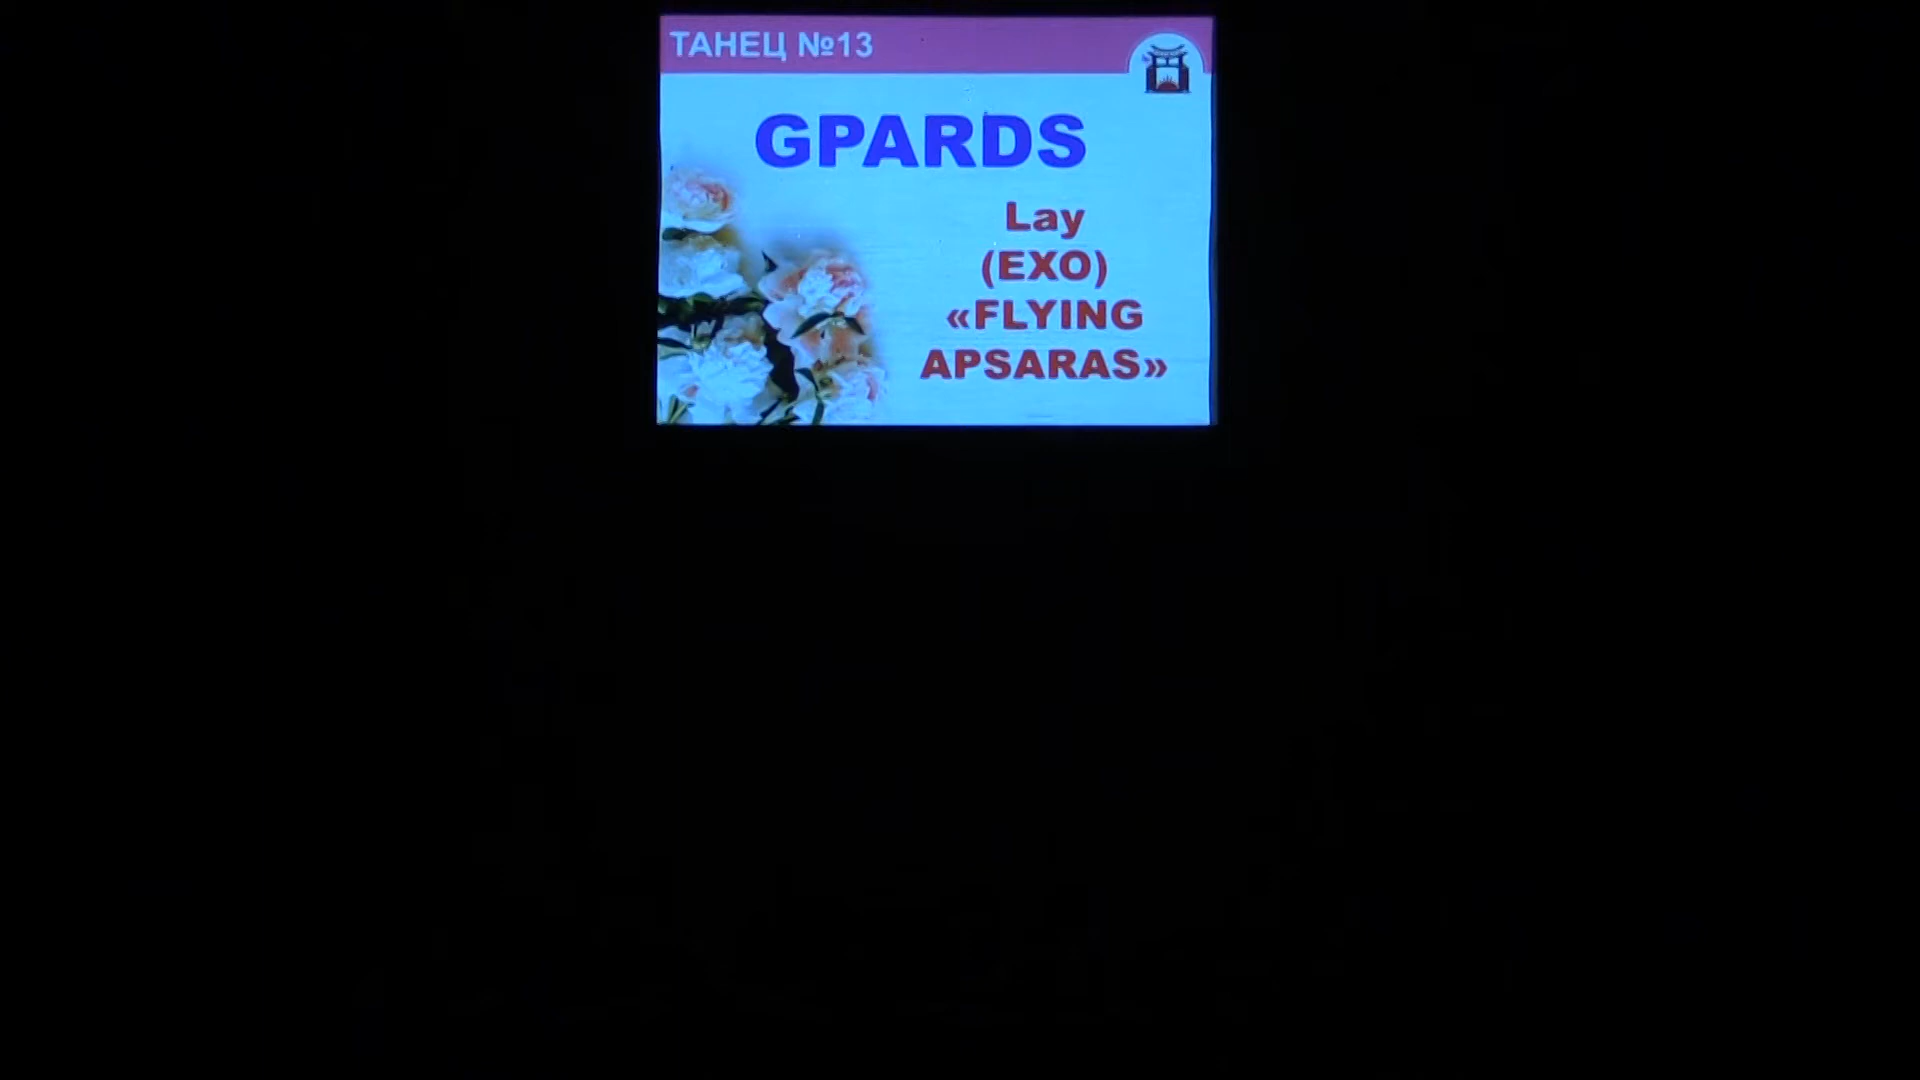 ТАНЕЦ №13
GPARDS
Lay
(EXO)
«FLYING
APSARAS»